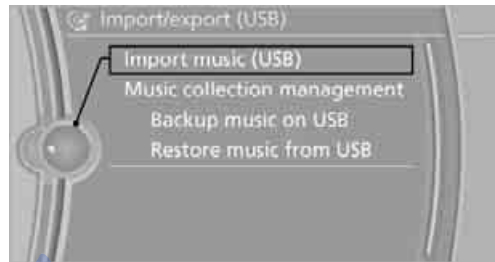 Import/export (USB)
Import music (USB)
Music collection management
Backup music on USB
Restore music from USB